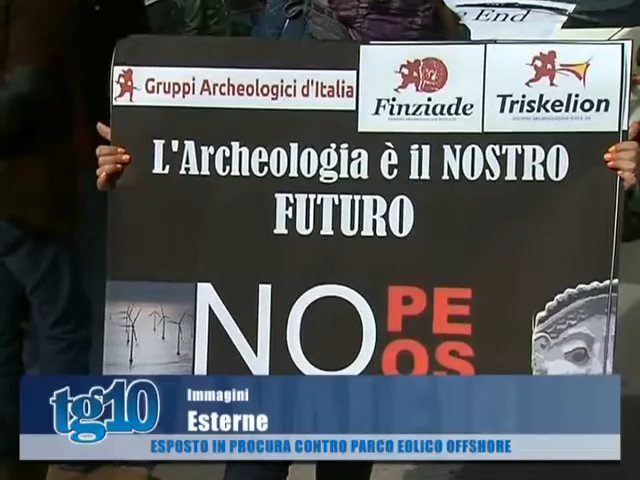 e End
Gruppi Archeologici d'Italia
Finziade
Triskelion
L'Archeologia è il NOSTRO
FUTURO
NO PE
OS
tg10
Immagini
Esterne
ESPOSTO IN PROCURA CONTRO PARCO EOLICO OFFSHORE